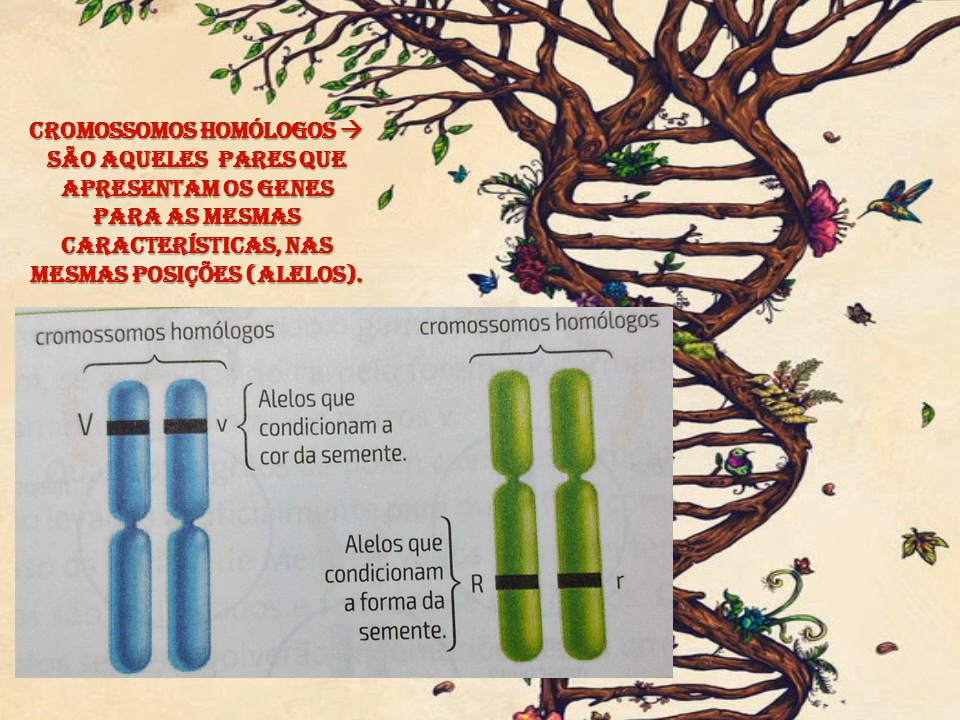 CROMOSSOMOS HOMÓLOGOS →
SÃO AQUELES PARES QUE
APRESENTAM OS GENES
PARA AS MESMAS
CARACTERÍSTICAS, NAS
MESMAS POSIÇÕES (ALELOS).
cromossomos homólogos
cromossomos homólogos
V
v
Alelos que
condicionam a
cor da semente.
Alelos que
condicionam
a forma da
semente.
R
r